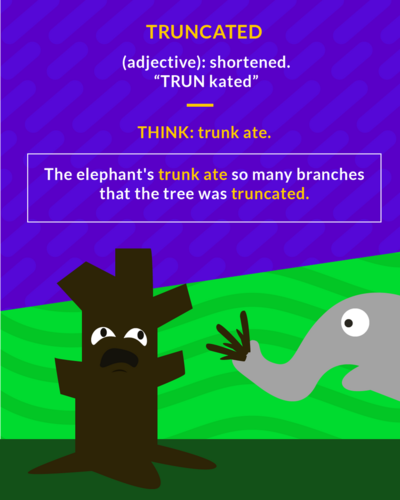 TRUNCATED
(adjective): shortened.
“TRUN kated”
THINK: trunk ate.
The elephant's trunk ate so many branches
that the tree was truncated.